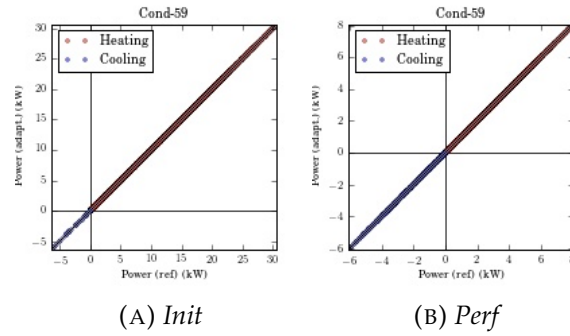 Cond-59
Heating
Cooling
Power (adapt.) (kW)
30
25
20
15
10
5
0
−5
−5 0 5 10 15 20 25 30
Power (ref) (kW)
(A) Init
Cond-59
Heating
Cooling
Power (adapt.) (kW)
8
6
4
2
0
−2
−4
−6
−6 −4 −2 0 2 4 6 8
Power (ref) (kW)
(B) Perf